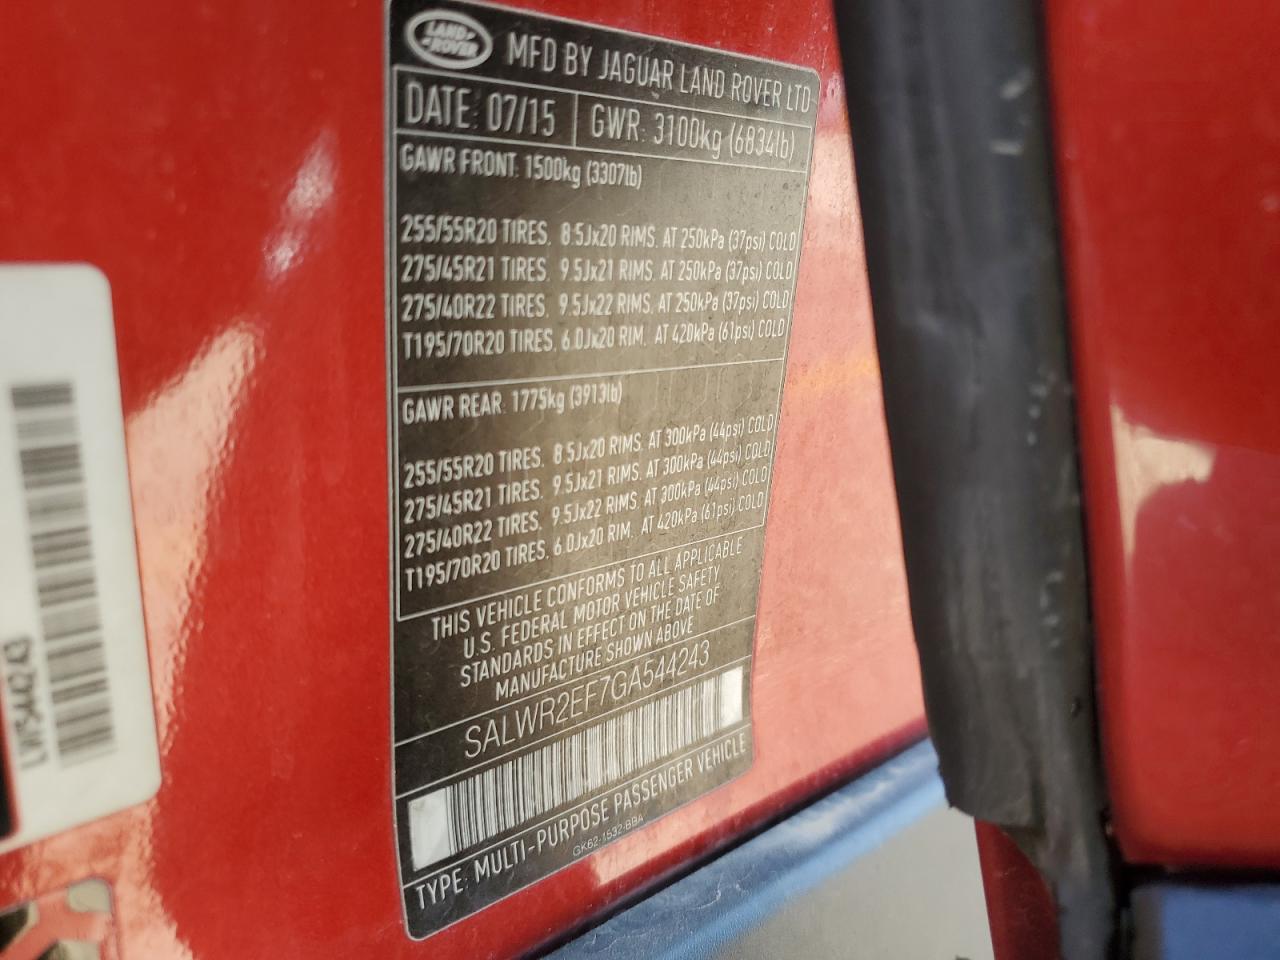 LAND-
-ROVER
MFD BY JAGUAR LAND ROVER LTD
DATE: 07/15 GWR: 3100kg (6834lb)
GAWR FRONT: 1500kg (3307lb)
255/55R20 TIRES, 8.5Jx20 RIMS, AT 250kPa (37psi) COLD
275/45R21 TIRES, 9.5Jx21 RIMS, AT 250kPa (37psi) COLD
275/40R22 TIRES, 9.5Jx22 RIMS, AT 250kPa (37psi) COLD
T195/70R20 TIRES, 6.0Jx20 RIM, AT 420kPa (61psi) COLD
GAWR REAR: 1775kg (3913lb)
255/55R20 TIRES, 8.5Jx20 RIMS, AT 300kPa (44psi) COLD
275/45R21 TIRES, 9.5Jx21 RIMS, AT 300kPa (44psi) COLD
275/40R22 TIRES, 9.5Jx22 RIMS, AT 300kPa (44psi) COLD
T195/70R20 TIRES, 6.0Jx20 RIM, AT 420kPa (61psi) COLD
THIS VEHICLE CONFORMS TO ALL APPLICABLE
U.S. FEDERAL MOTOR VEHICLE SAFETY
STANDARDS IN EFFECT ON THE DATE OF
MANUFACTURE SHOWN ABOVE
SALWR2EF7GA544243
TYPE: MULTI-PURPOSE PASSENGER VEHICLE
GK62-1532-BBA
LW544243